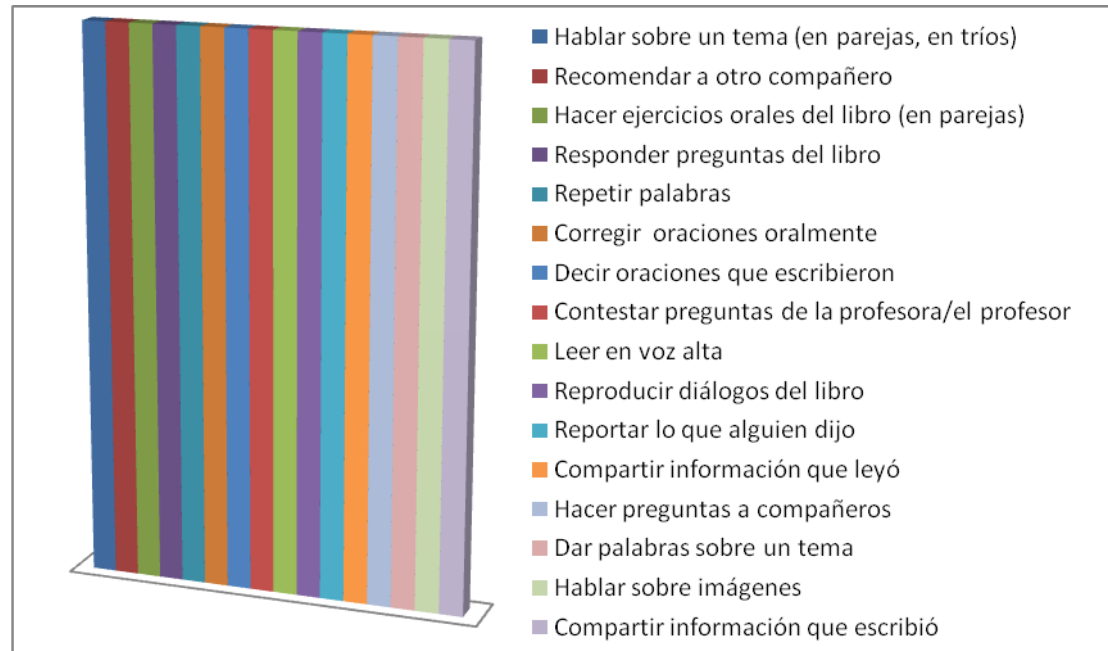 Hablar sobre un tema (en parejas, en tríos)
Recomendar a otro compañero
Hacer ejercicios orales del libro (en parejas)
Responder preguntas del libro
Repetir palabras
Corregir oraciones oralmente
Decir oraciones que escribieron
Contestar preguntas de la profesora/el profesor
Leer en voz alta
Reproducir diálogos del libro
Reportar lo que alguien dijo
Compartir información que leyó
Hacer preguntas a compañeros
Dar palabras sobre un tema
Hablar sobre imágenes
Compartir información que escribió